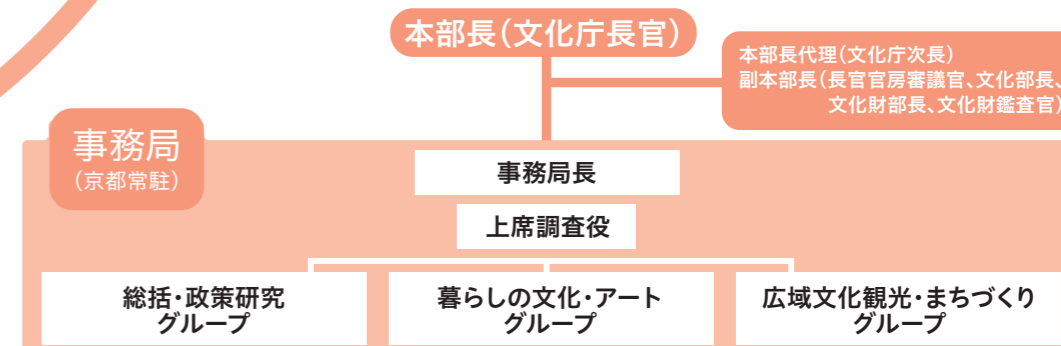 本部長(文化庁長官)
本部長代理(文化庁次長)
副本部長(長官官房審議官、文化部長、
文化財部長、文化財鑑査官)
事務局
(京都常駐)
事務局長
上席調査役
総括・政策研究
グループ
暮らしの文化・アート
グループ
広域文化観光・まちづくり
グループ